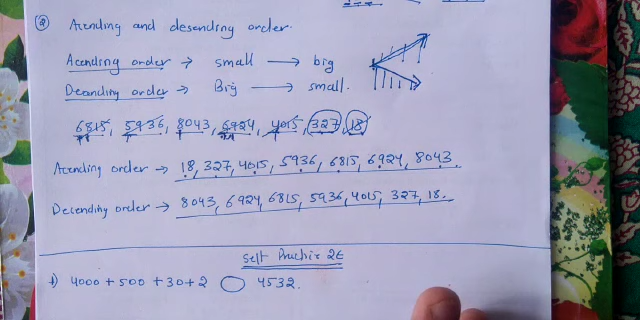 ② Acending and desending order.
Acending order → small → big
Decending order → Big → small.
6815, 5936, 8043, 6924, 4015, 327, 18
Acending order → 18, 327, 4015, 5936, 6815, 6924, 8043
Decending order → 8043, 6924, 6815, 5936, 4015, 327, 18.
Self Practice 2E
1) 4000 + 500 + 30 + 2 ◯ 4532.